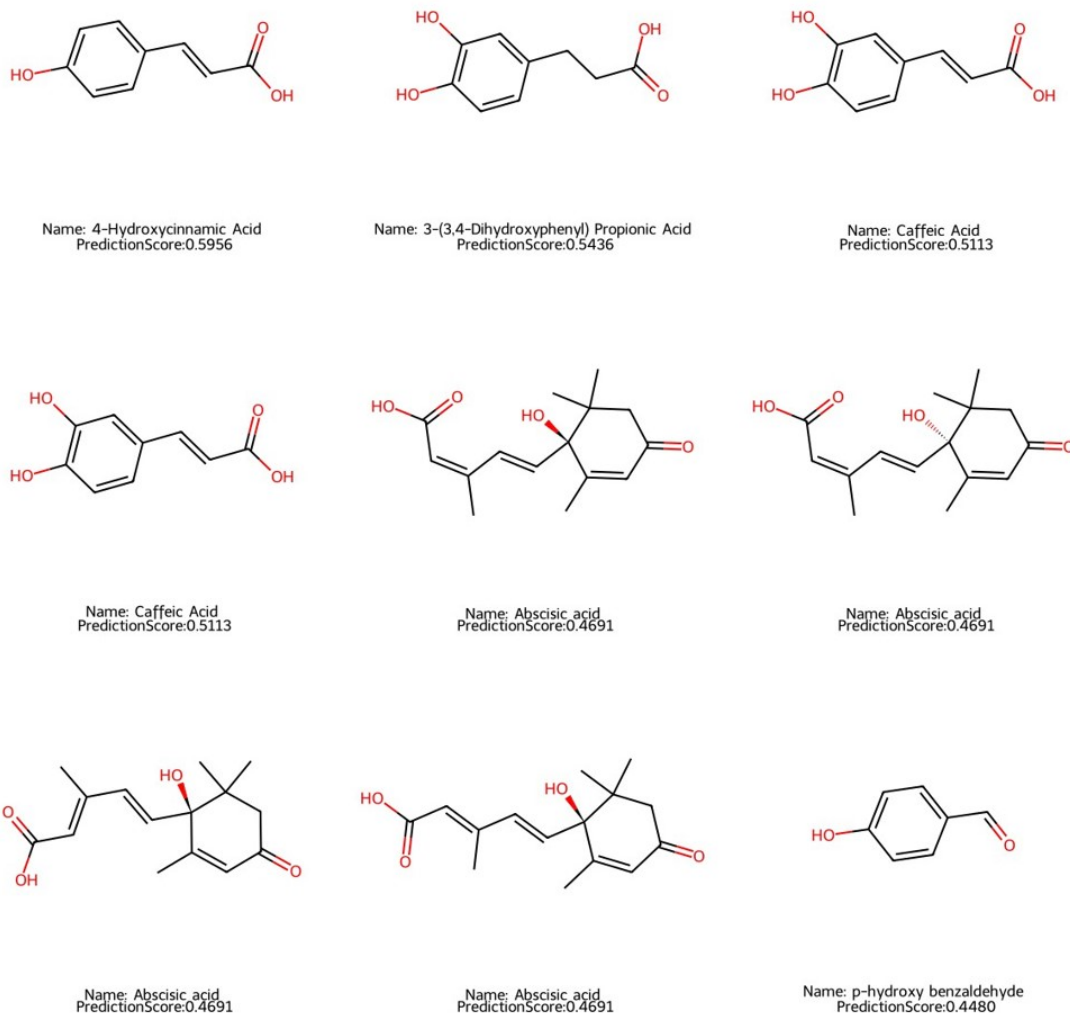 HO
O
OH
HO
HO
OH
O
HO
HO
O
OH
Name: 4-Hydroxycinnamic Acid
PredictionScore:0.5956
Name: 3-(3,4-Dihydroxyphenyl) Propionic Acid
PredictionScore:0.5436
Name: Caffeic Acid
PredictionScore:0.5113
HO
HO
O
OH
HO
O
HO
O
HO
O
HO
O
Name: Caffeic Acid
PredictionScore:0.5113
Name: Abscisic acid
PredictionScore:0.4691
Name: Abscisic acid
PredictionScore:0.4691
O
OH
HO
O
HO
O
HO
O
HO
O
Name: Abscisic acid
PredictionScore:0.4691
Name: Abscisic acid
PredictionScore:0.4691
Name: p-hydroxy benzaldehyde
PredictionScore:0.4480